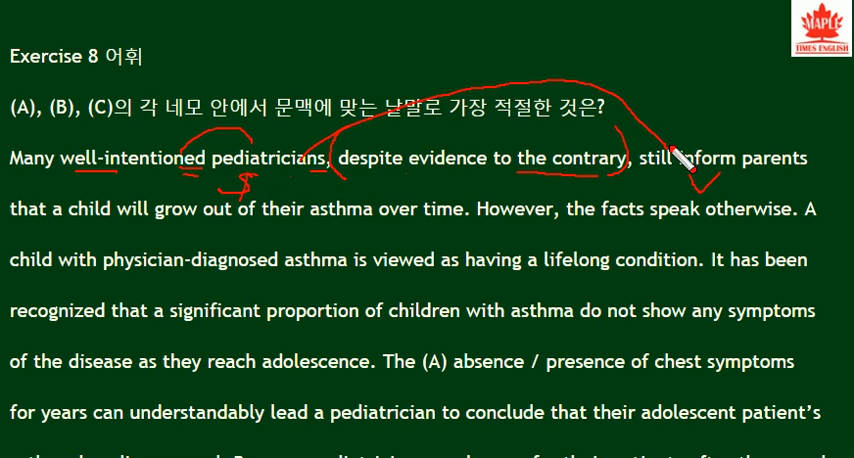 MAPLE
TIMES ENGLISH
Exercise 8 어휘
(A), (B), (C)의 각 네모 안에서 문맥에 맞는 낱말로 가장 적절한 것은?
Many well-intentioned pediatricians, despite evidence to the contrary, still inform parents
that a child will grow out of their asthma over time. However, the facts speak otherwise. A
child with physician-diagnosed asthma is viewed as having a lifelong condition. It has been
recognized that a significant proportion of children with asthma do not show any symptoms
of the disease as they reach adolescence. The (A) absence / presence of chest symptoms
for years can understandably lead a pediatrician to conclude that their adolescent patient's